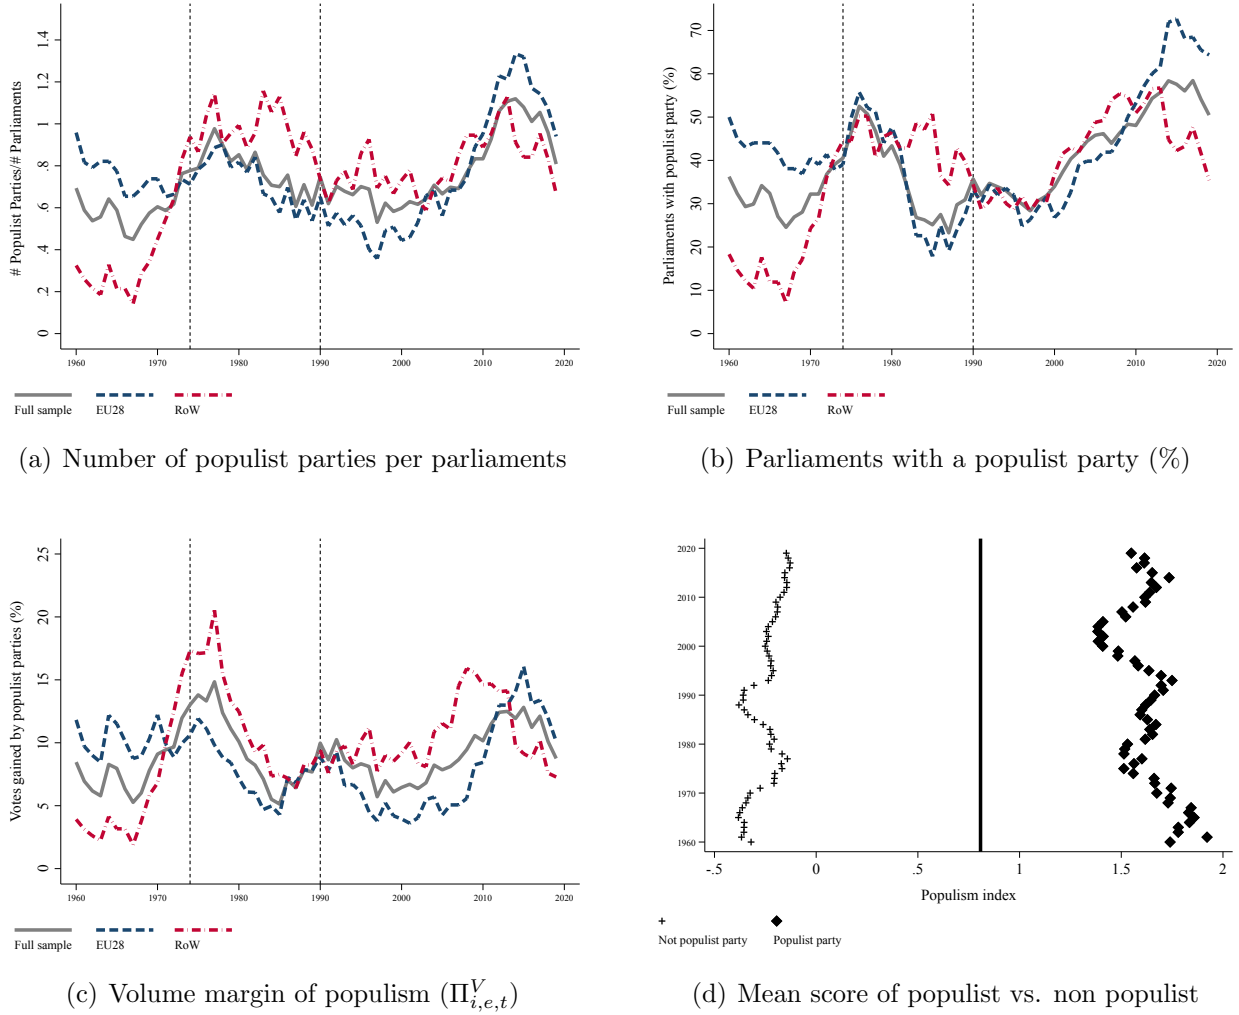 # Populist Parties/# Parliaments
0 .2 .4 .6 .8 1 1.2 1.4
1960 1970 1980 1990 2000 2010 2020
Full sample EU28 RoW
(a) Number of populist parties per parliaments
Parliaments with populist party (%)
0 10 20 30 40 50 60 70
1960 1970 1980 1990 2000 2010 2020
Full sample EU28 RoW
(b) Parliaments with a populist party (%)
Votes gained by populist parties (%)
0 5 10 15 20 25
1960 1970 1980 1990 2000 2010 2020
Full sample EU28 RoW
(c) Volume margin of populism (Π^V_{i,e,t})
2020
2010
2000
1990
1980
1970
1960
-.5 0 .5 1 1.5 2
Populism index
Not populist party Populist party
(d) Mean score of populist vs. non populist